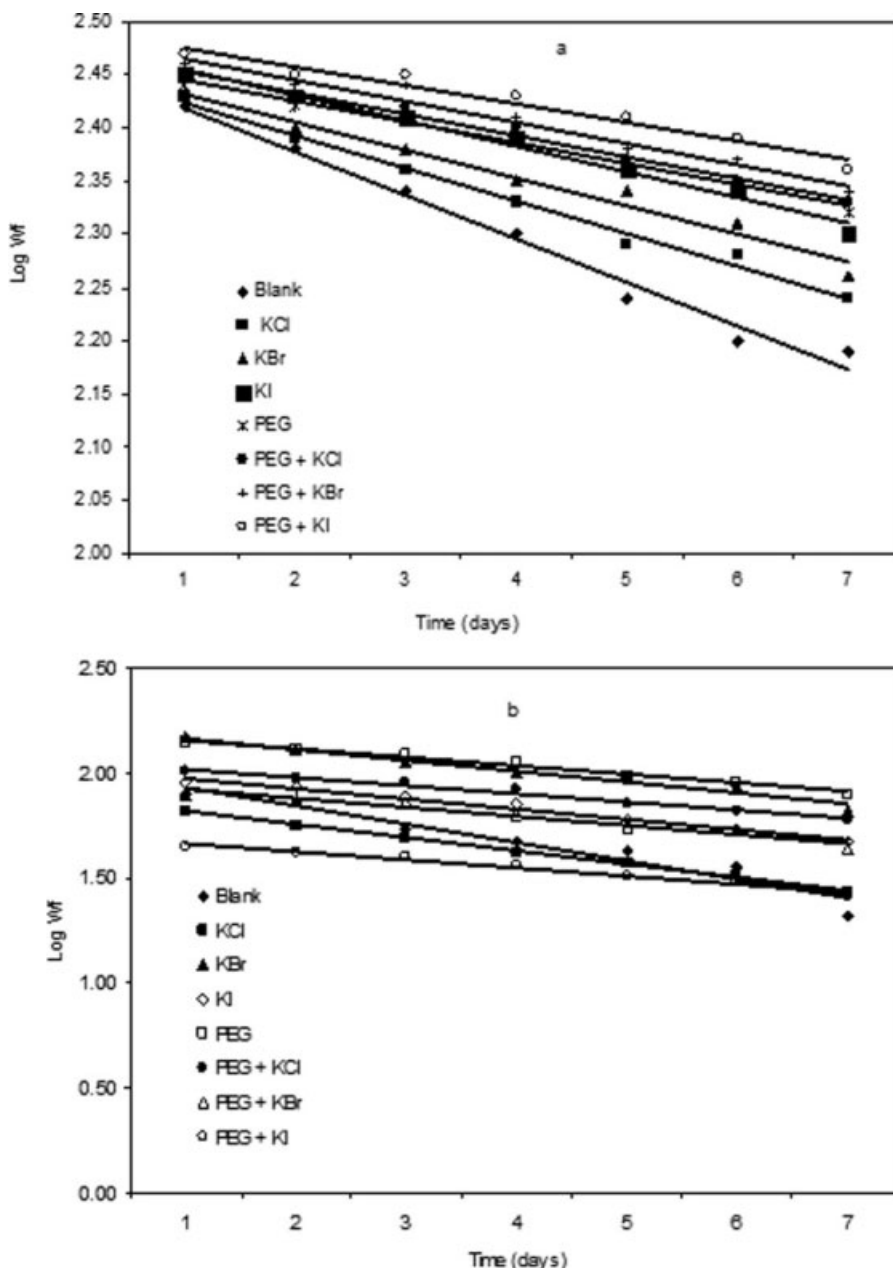 2.50
a
2.45
2.40
2.35
2.30
Log Wf
2.25
2.20
2.15
2.10
2.05
2.00
Blank
KCl
KBr
KI
PEG
PEG + KCl
PEG + KBr
PEG + KI
1 2 3 4 5 6 7
Time (days)
2.50
b
2.00
1.50
Log Wf
1.00
0.50
0.00
Blank
KCl
KBr
KI
PEG
PEG + KCl
PEG + KBr
PEG + KI
1 2 3 4 5 6 7
Time (days)